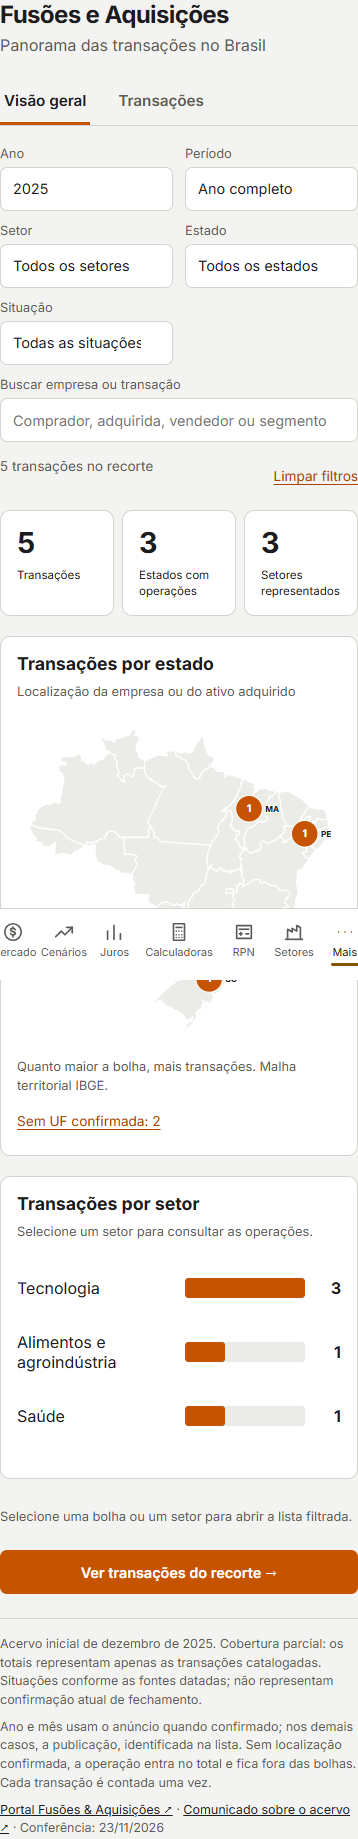 Fusões e Aquisições
Panorama das transações no Brasil
Visão geral Transações
Ano Período
2025 Ano completo
Setor Estado
Todos os setores Todos os estados
Situação
Todas as situações
Buscar empresa ou transação
Comprador, adquirida, vendedor ou segmento
5 transações no recorte
Limpar filtros
5 3 3
Transações Estados com Setores
operações representados
Transações por estado
Localização da empresa ou do ativo adquirido
1 MA
1 PE
ercado Cenários Juros Calculadoras RPN Setores Mais
Quanto maior a bolha, mais transações. Malha
territorial IBGE.
Sem UF confirmada: 2
Transações por setor
Selecione um setor para consultar as operações.
Tecnologia 3
Alimentos e
agroindústria 1
Saúde 1
Selecione uma bolha ou um setor para abrir a lista filtrada.
Ver transações do recorte →
Acervo inicial de dezembro de 2025. Cobertura parcial: os
totais representam apenas as transações catalogadas.
Situações conforme as fontes datadas; não representam
confirmação atual de fechamento.
Ano e mês usam o anúncio quando confirmado; nos demais
casos, a publicação, identificada na lista. Sem localização
confirmada, a operação entra no total e fica fora das bolhas.
Cada transação é contada uma vez.
Portal Fusões & Aquisições ↗ · Comunicado sobre o acervo
↗ · Conferência: 23/11/2026